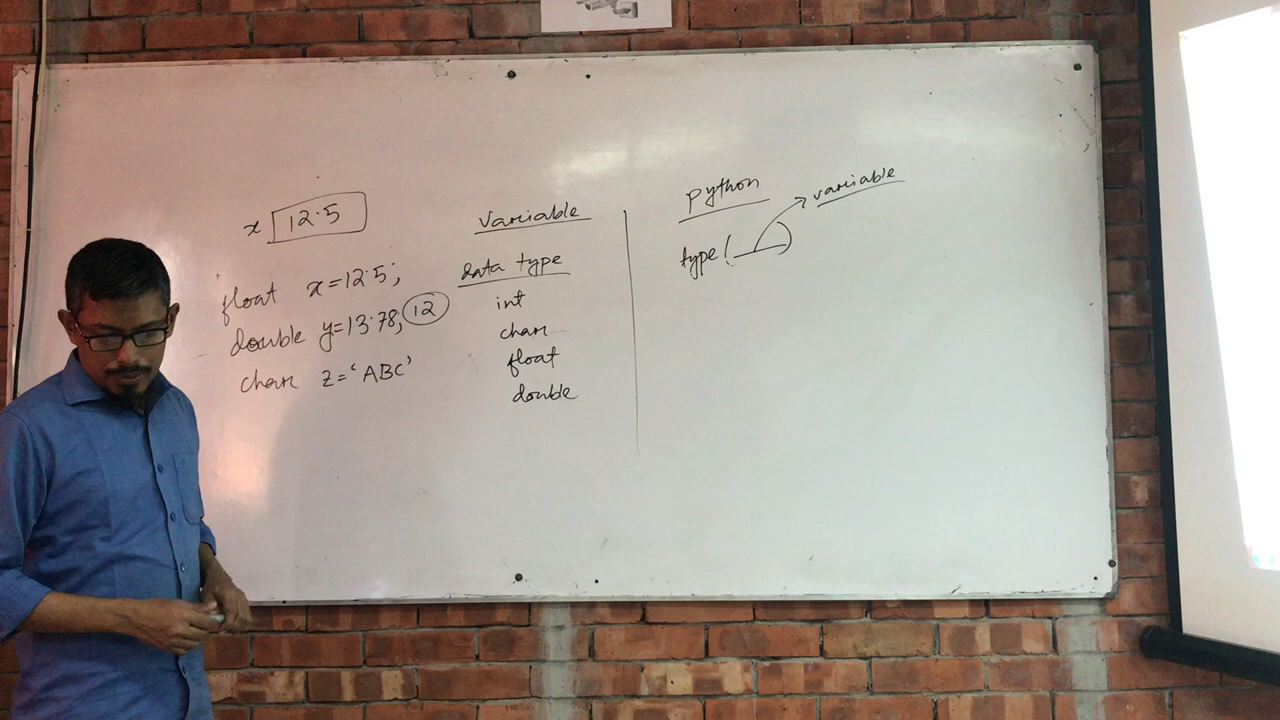 x 12.5
float x=12.5;
double y=13.78, 12
char z='ABC'
Variable
data type
int
char
float
double
python
type( ) variable